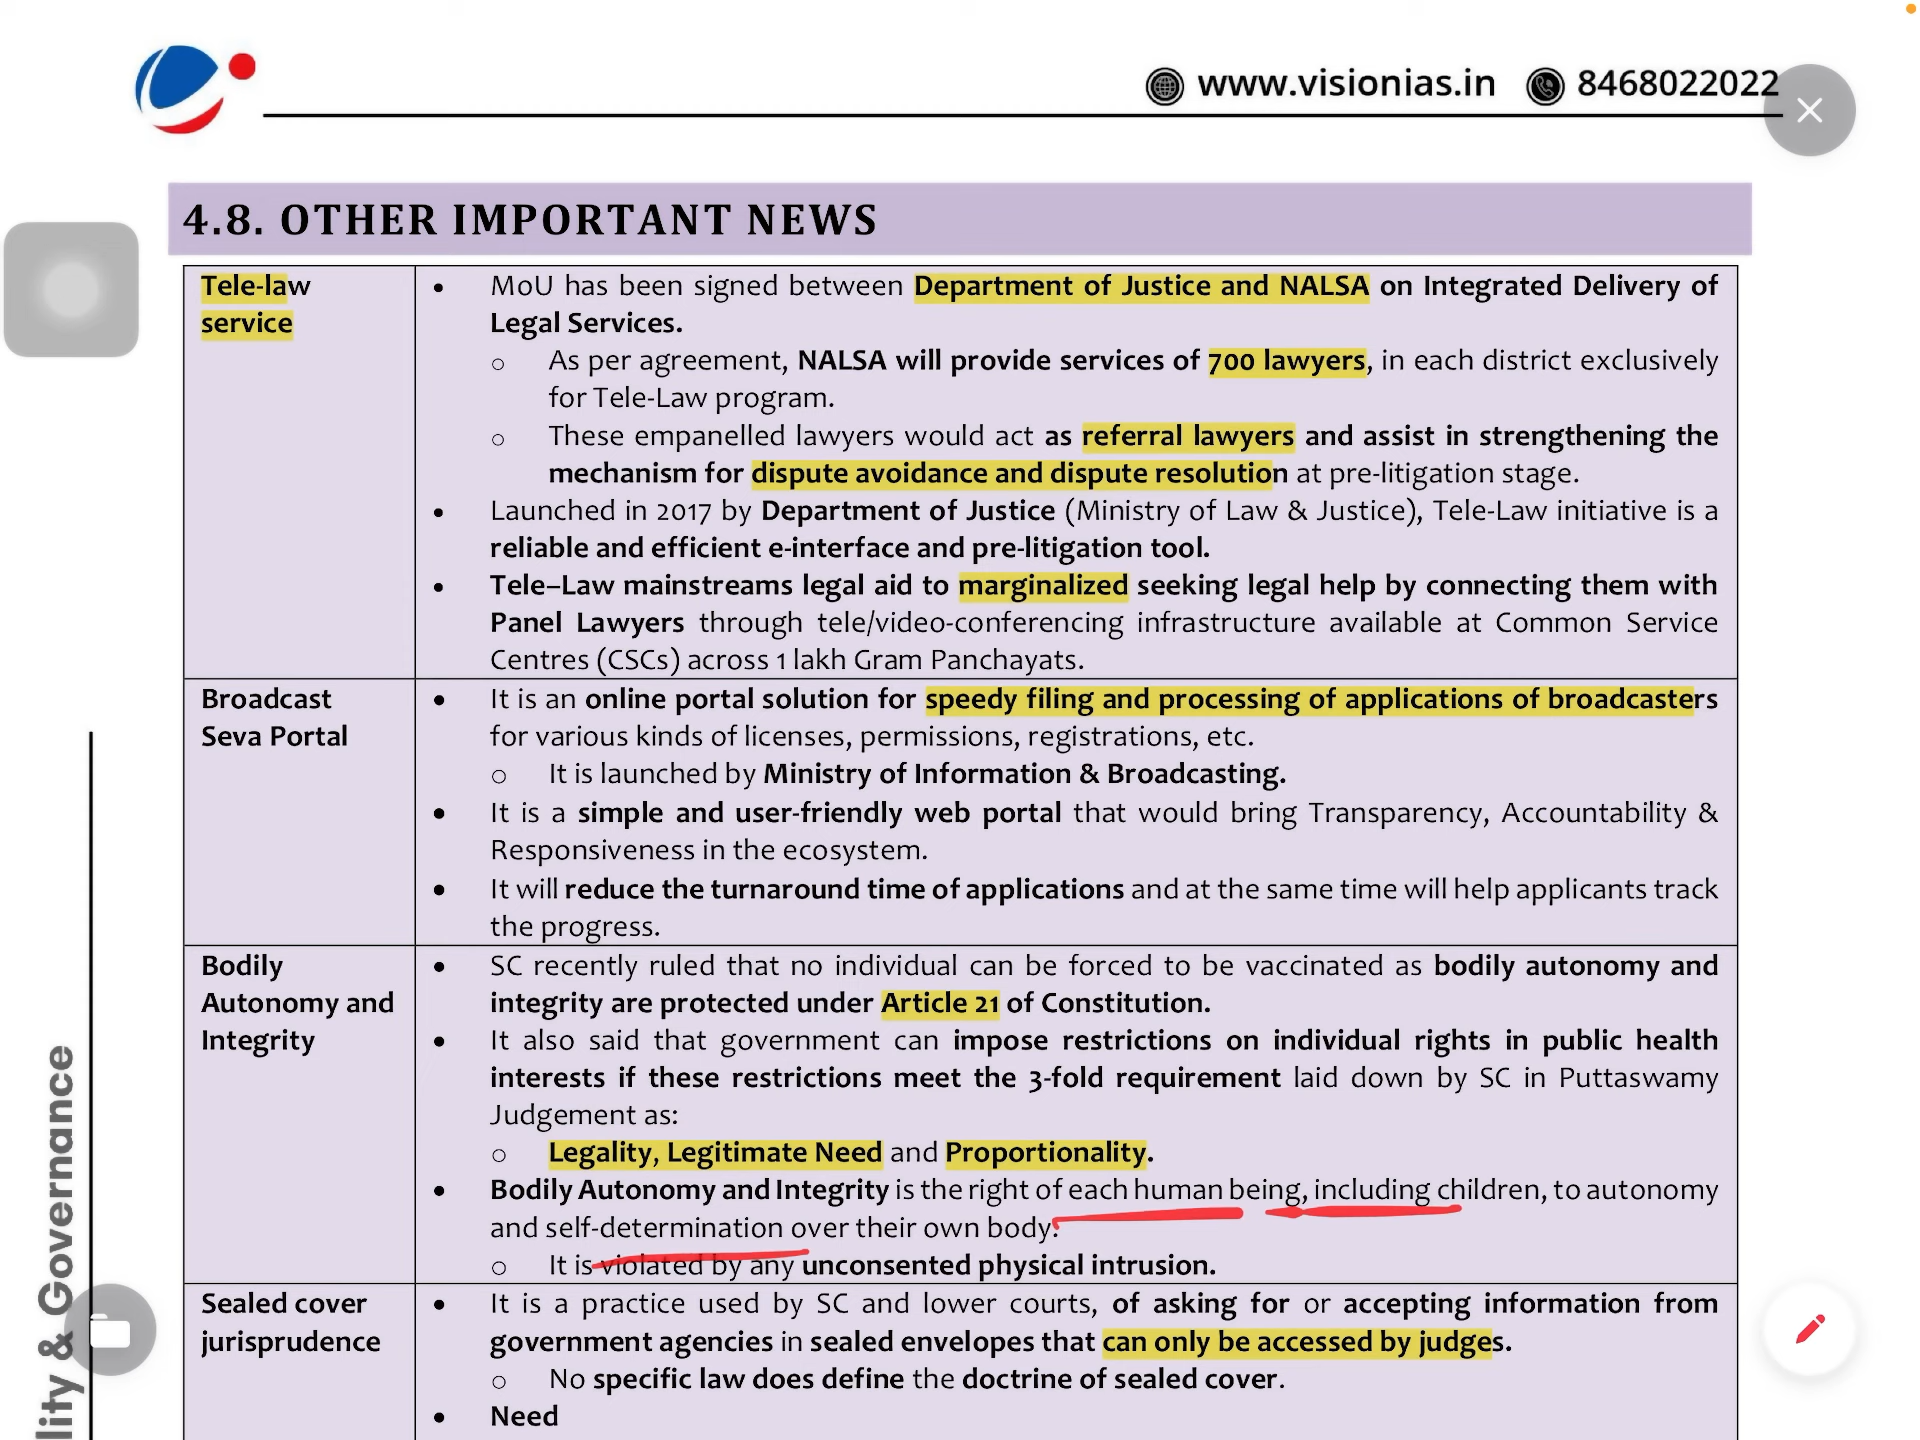 www.visionias.in 8468022022
4.8. OTHER IMPORTANT NEWS
Tele-law
service
• MoU has been signed between Department of Justice and NALSA on Integrated Delivery of
Legal Services.
o As per agreement, NALSA will provide services of 700 lawyers, in each district exclusively
for Tele-Law program.
o These empanelled lawyers would act as referral lawyers and assist in strengthening the
mechanism for dispute avoidance and dispute resolution at pre-litigation stage.
• Launched in 2017 by Department of Justice (Ministry of Law & Justice), Tele-Law initiative is a
reliable and efficient e-interface and pre-litigation tool.
• Tele–Law mainstreams legal aid to marginalized seeking legal help by connecting them with
Panel Lawyers through tele/video-conferencing infrastructure available at Common Service
Centres (CSCs) across 1 lakh Gram Panchayats.
Broadcast
Seva Portal
• It is an online portal solution for speedy filing and processing of applications of broadcasters
for various kinds of licenses, permissions, registrations, etc.
o It is launched by Ministry of Information & Broadcasting.
• It is a simple and user-friendly web portal that would bring Transparency, Accountability &
Responsiveness in the ecosystem.
• It will reduce the turnaround time of applications and at the same time will help applicants track
the progress.
Bodily
Autonomy and
Integrity
• SC recently ruled that no individual can be forced to be vaccinated as bodily autonomy and
integrity are protected under Article 21 of Constitution.
• It also said that government can impose restrictions on individual rights in public health
interests if these restrictions meet the 3-fold requirement laid down by SC in Puttaswamy
Judgement as:
o Legality, Legitimate Need and Proportionality.
• Bodily Autonomy and Integrity is the right of each human being, including children, to autonomy
and self-determination over their own body.
o It is violated by any unconsented physical intrusion.
Sealed cover
jurisprudence
• It is a practice used by SC and lower courts, of asking for or accepting information from
government agencies in sealed envelopes that can only be accessed by judges.
o No specific law does define the doctrine of sealed cover.
• Need
lity & Governance